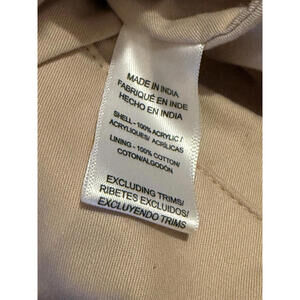 MADE IN INDIA
FABRIQUÉ EN INDE
HECHO EN INDIA
SHELL - 100% ACRYLIC /
ACRYLIQUES/ ACRÍLICAS
LINING - 100% COTTON/
COTON/ALGODÓN
EXCLUDING TRIMS/
RIBETES EXCLUIDOS/
EXCLUYENDO TRIMS